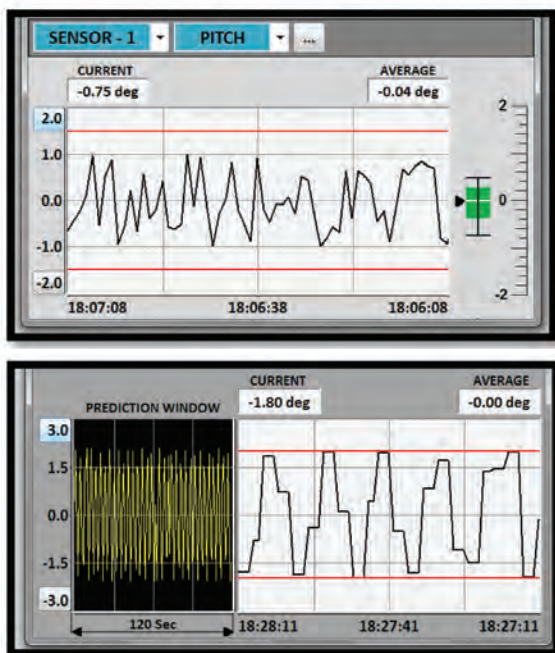 SENSOR - 1 PITCH ...
CURRENT AVERAGE
-0.75 deg -0.04 deg
2.0
1.0
0.0
-1.0
-2.0
18:07:08 18:06:38 18:06:08
2
0
-2
CURRENT AVERAGE
PREDICTION WINDOW -1.80 deg -0.00 deg
3.0
1.5
0.0
-1.5
-3.0
120 Sec 18:28:11 18:27:41 18:27:11